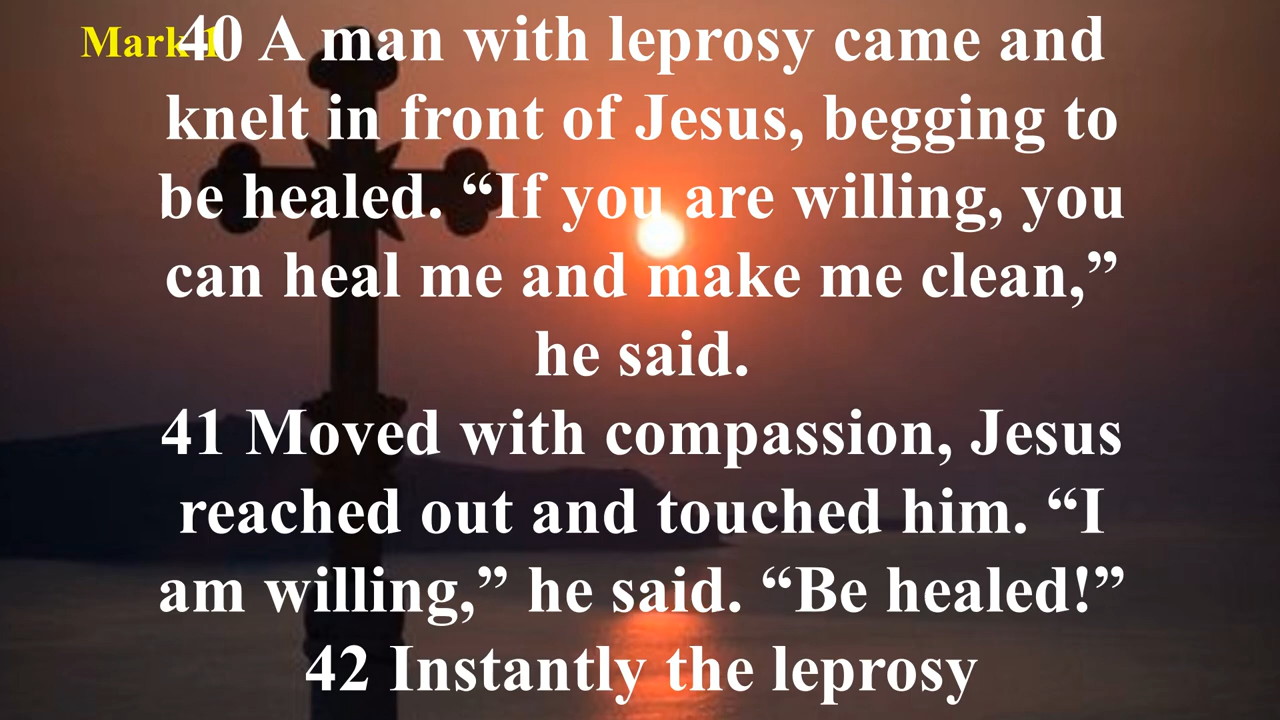 Mark 1
40 A man with leprosy came and
knelt in front of Jesus, begging to
be healed. “If you are willing, you
can heal me and make me clean,”
he said.
41 Moved with compassion, Jesus
reached out and touched him. “I
am willing,” he said. “Be healed!”
42 Instantly the leprosy